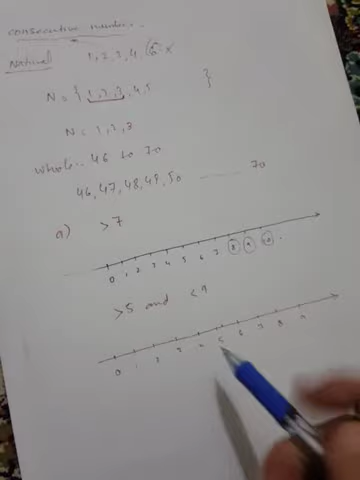 consecutive number..
Natural 1, 2, 3, 4
N = { 1, 2, 3, 4, 5 }
N = 1, 2, 3
whole.. 46 to 70
46, 47, 48, 49, 50 ........ 70
a) > 7
0 1 2 3 4 5 6 7 8 9 10 .
> 5 and < 9
0 1 2 3 4 5 6 7 8 9